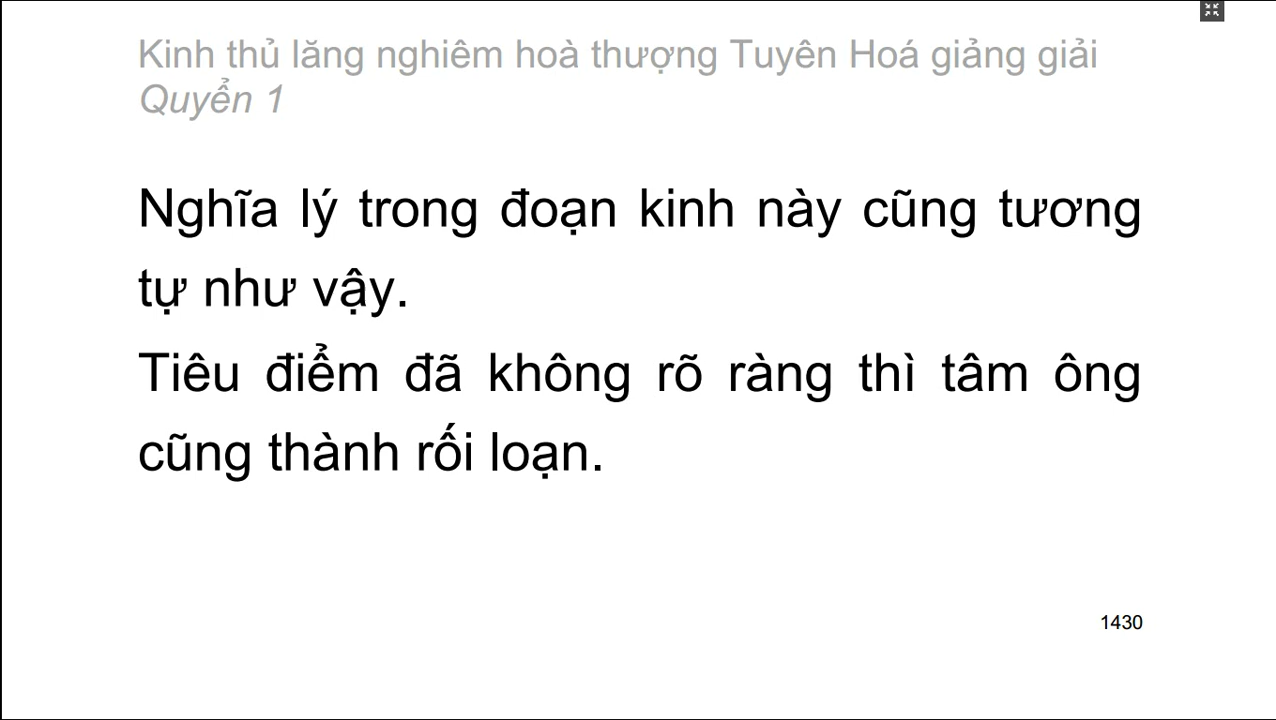 Kinh thủ lăng nghiêm hoà thượng Tuyên Hoá giảng giải
Quyển 1
Nghĩa lý trong đoạn kinh này cũng tương
tự như vậy.
Tiêu điểm đã không rõ ràng thì tâm ông
cũng thành rối loạn.
1430